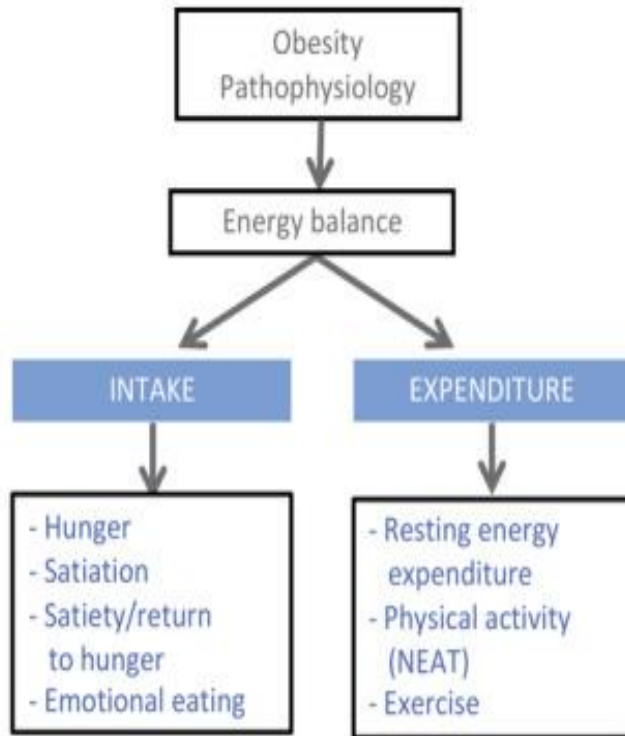 Obesity
Pathophysiology
Energy balance
INTAKE
EXPENDITURE
- Hunger
- Satiation
- Satiety/return
to hunger
- Emotional eating
- Resting energy
expenditure
- Physical activity
(NEAT)
- Exercise